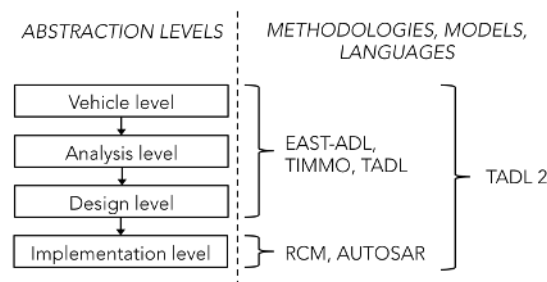 ABSTRACTION LEVELS
METHODOLOGIES, MODELS,
LANGUAGES
Vehicle level
Analysis level
Design level
Implementation level
EAST-ADL,
TIMMO, TADL
RCM, AUTOSAR
TADL 2